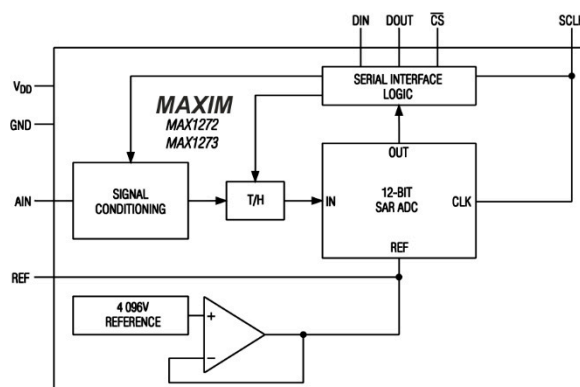 DIN DOUT CS SCLK
VDD
SERIAL INTERFACE
LOGIC
MAXIM
MAX1272
MAX1273
GND
OUT
SIGNAL
CONDITIONING
T/H
12-BIT
SAR ADC
AIN
IN
CLK
REF
REF
4 096V
REFERENCE
+
−